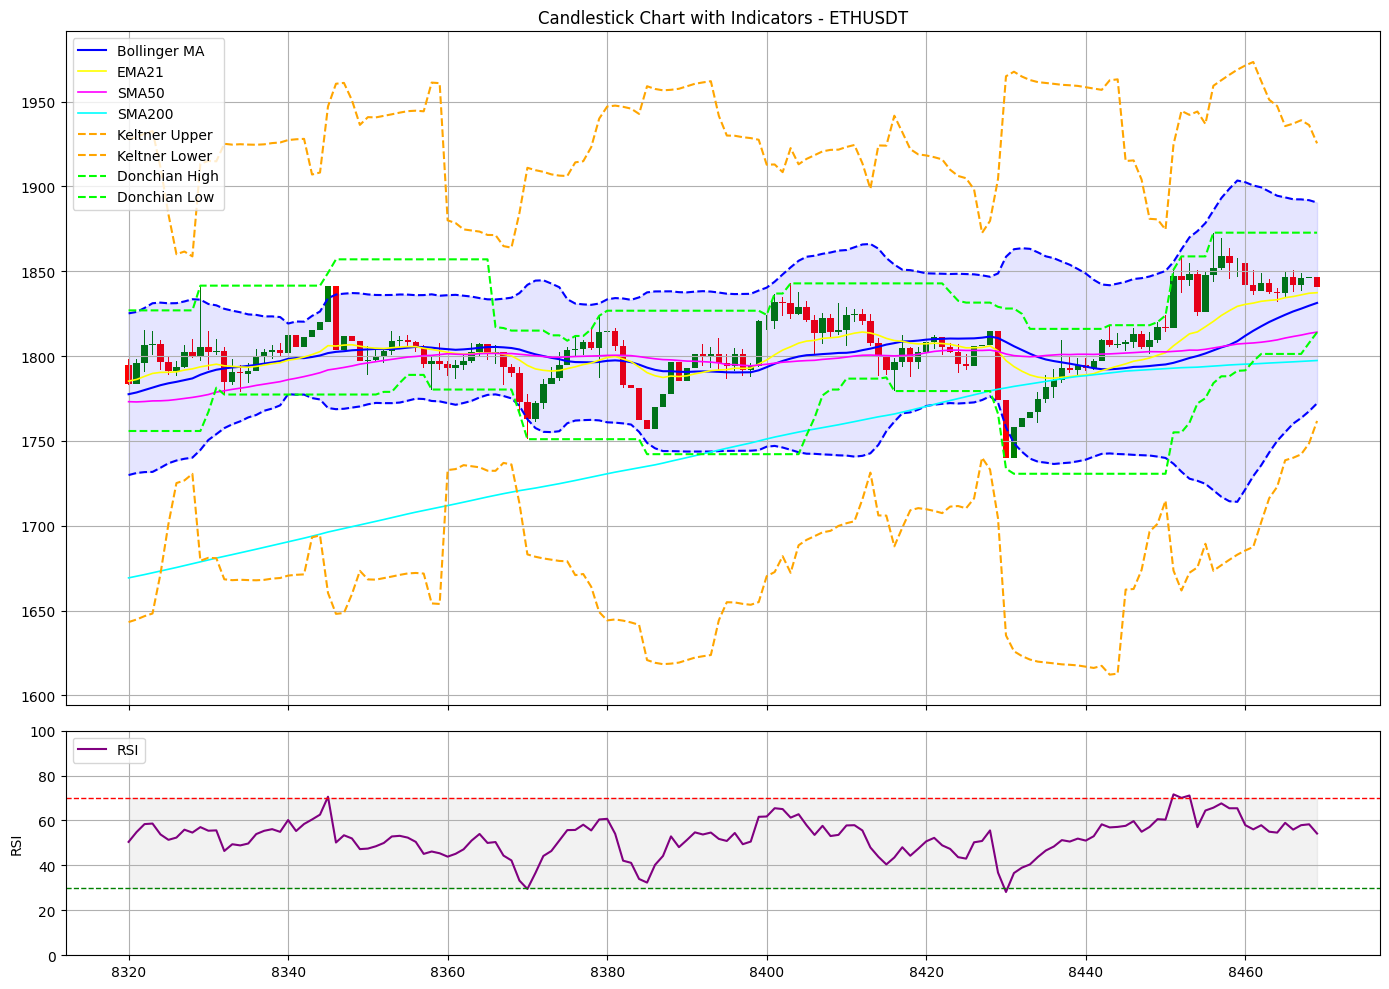 Candlestick Chart with Indicators - ETHUSDT
Bollinger MA
EMA21
SMA50
SMA200
Keltner Upper
Keltner Lower
Donchian High
Donchian Low
1950
1900
1850
1800
1750
1700
1650
1600
RSI
100
80
60
40
20
0
RSI
8320
8340
8360
8380
8400
8420
8440
8460